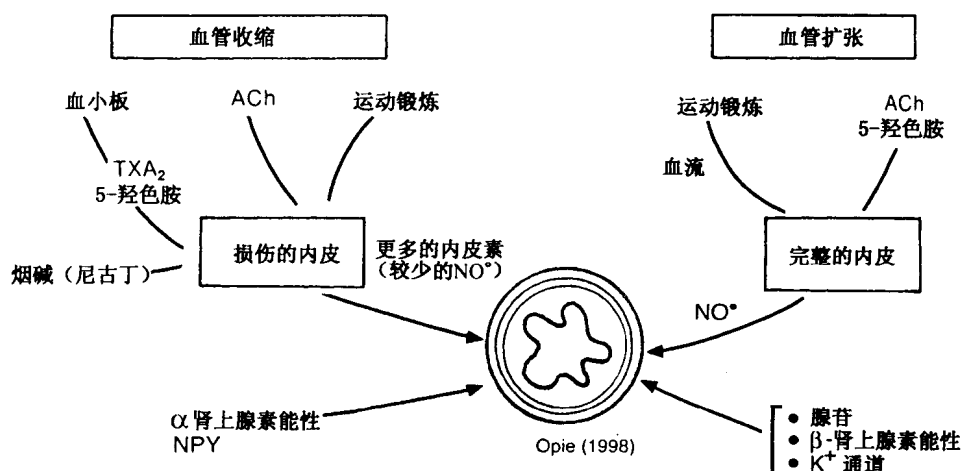 血管收缩
血管扩张
血小板
ACh
运动锻炼
TXA₂
5-羟色胺
烟碱（尼古丁）
损伤的内皮
更多的内皮素
（较少的NO•）
运动锻炼
ACh
5-羟色胺
血流
完整的内皮
NO•
α肾上腺素能性
NPY
Opie (1998)
• 腺苷
• β-肾上腺素能性
• K⁺ 通道